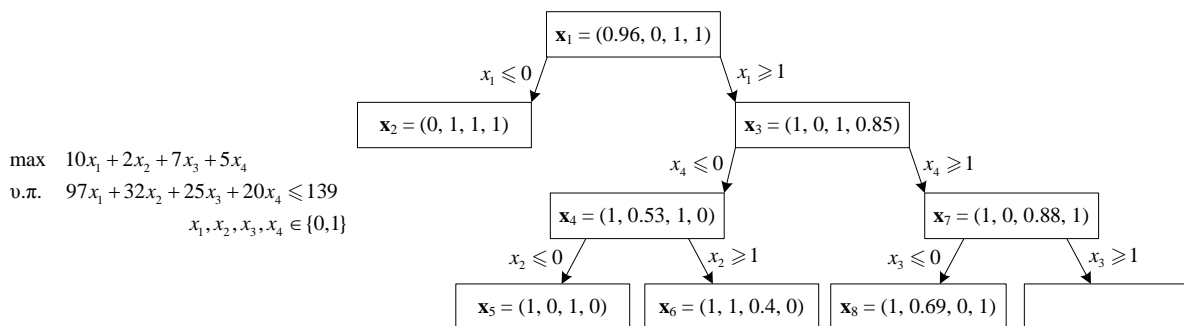 x₁ = (0.96, 0, 1, 1)
x₁ ⩽ 0
x₁ ⩾ 1
x₂ = (0, 1, 1, 1)
x₃ = (1, 0, 1, 0.85)
max 10x₁ + 2x₂ + 7x₃ + 5x₄
υ.π. 97x₁ + 32x₂ + 25x₃ + 20x₄ ⩽ 139
x₁, x₂, x₃, x₄ ∈ {0,1}
x₄ ⩽ 0
x₄ ⩾ 1
x₄ = (1, 0.53, 1, 0)
x₇ = (1, 0, 0.88, 1)
x₂ ⩽ 0
x₂ ⩾ 1
x₃ ⩽ 0
x₃ ⩾ 1
x₅ = (1, 0, 1, 0)
x₆ = (1, 1, 0.4, 0)
x₈ = (1, 0.69, 0, 1)